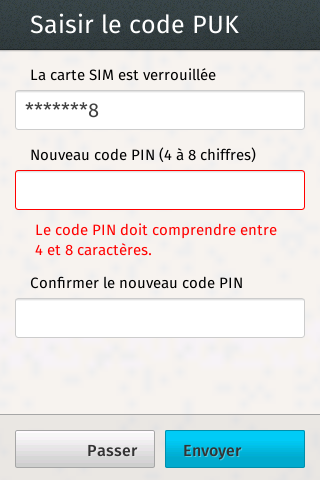 Saisir le code PUK
La carte SIM est verrouillée
*******8
Nouveau code PIN (4 à 8 chiffres)
Le code PIN doit comprendre entre
4 et 8 caractères.
Confirmer le nouveau code PIN
Passer
Envoyer